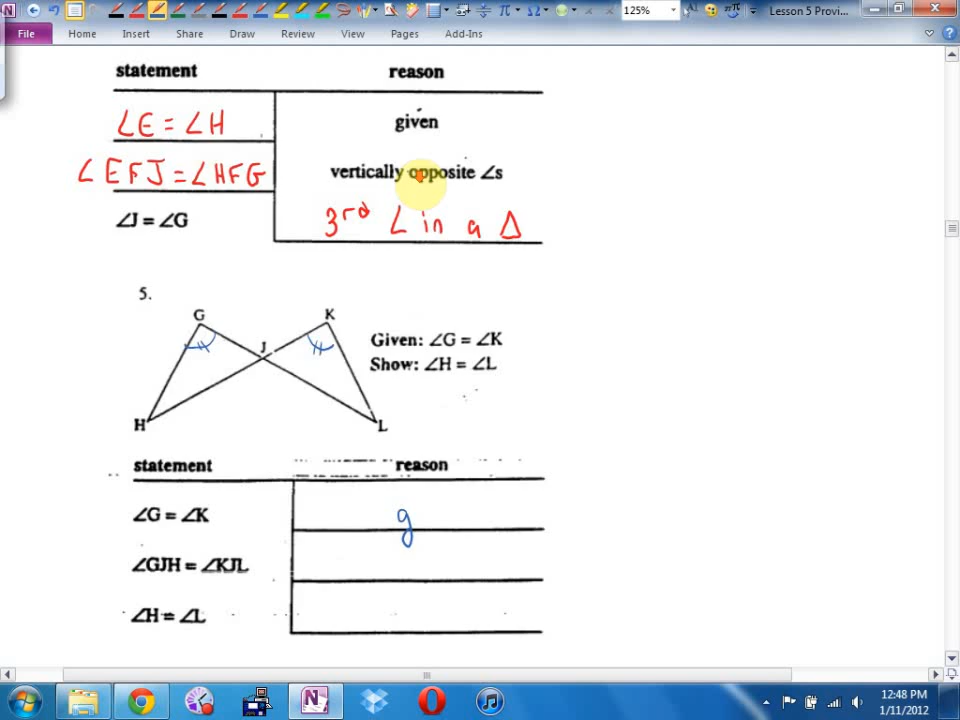 125% Lesson 5 Provi...
File Home Insert Share Draw Review View Pages Add-Ins
statement reason
∠E = ∠H given
∠EFJ = ∠HFG vertically opposite ∠s
∠J = ∠G 3rd ∠ in a Δ
5.
G K
J
Given: ∠G = ∠K
Show: ∠H = ∠L
H L
statement reason
∠G = ∠K g
∠GJH = ∠KJL
∠H = ∠L
12:48 PM
1/11/2012